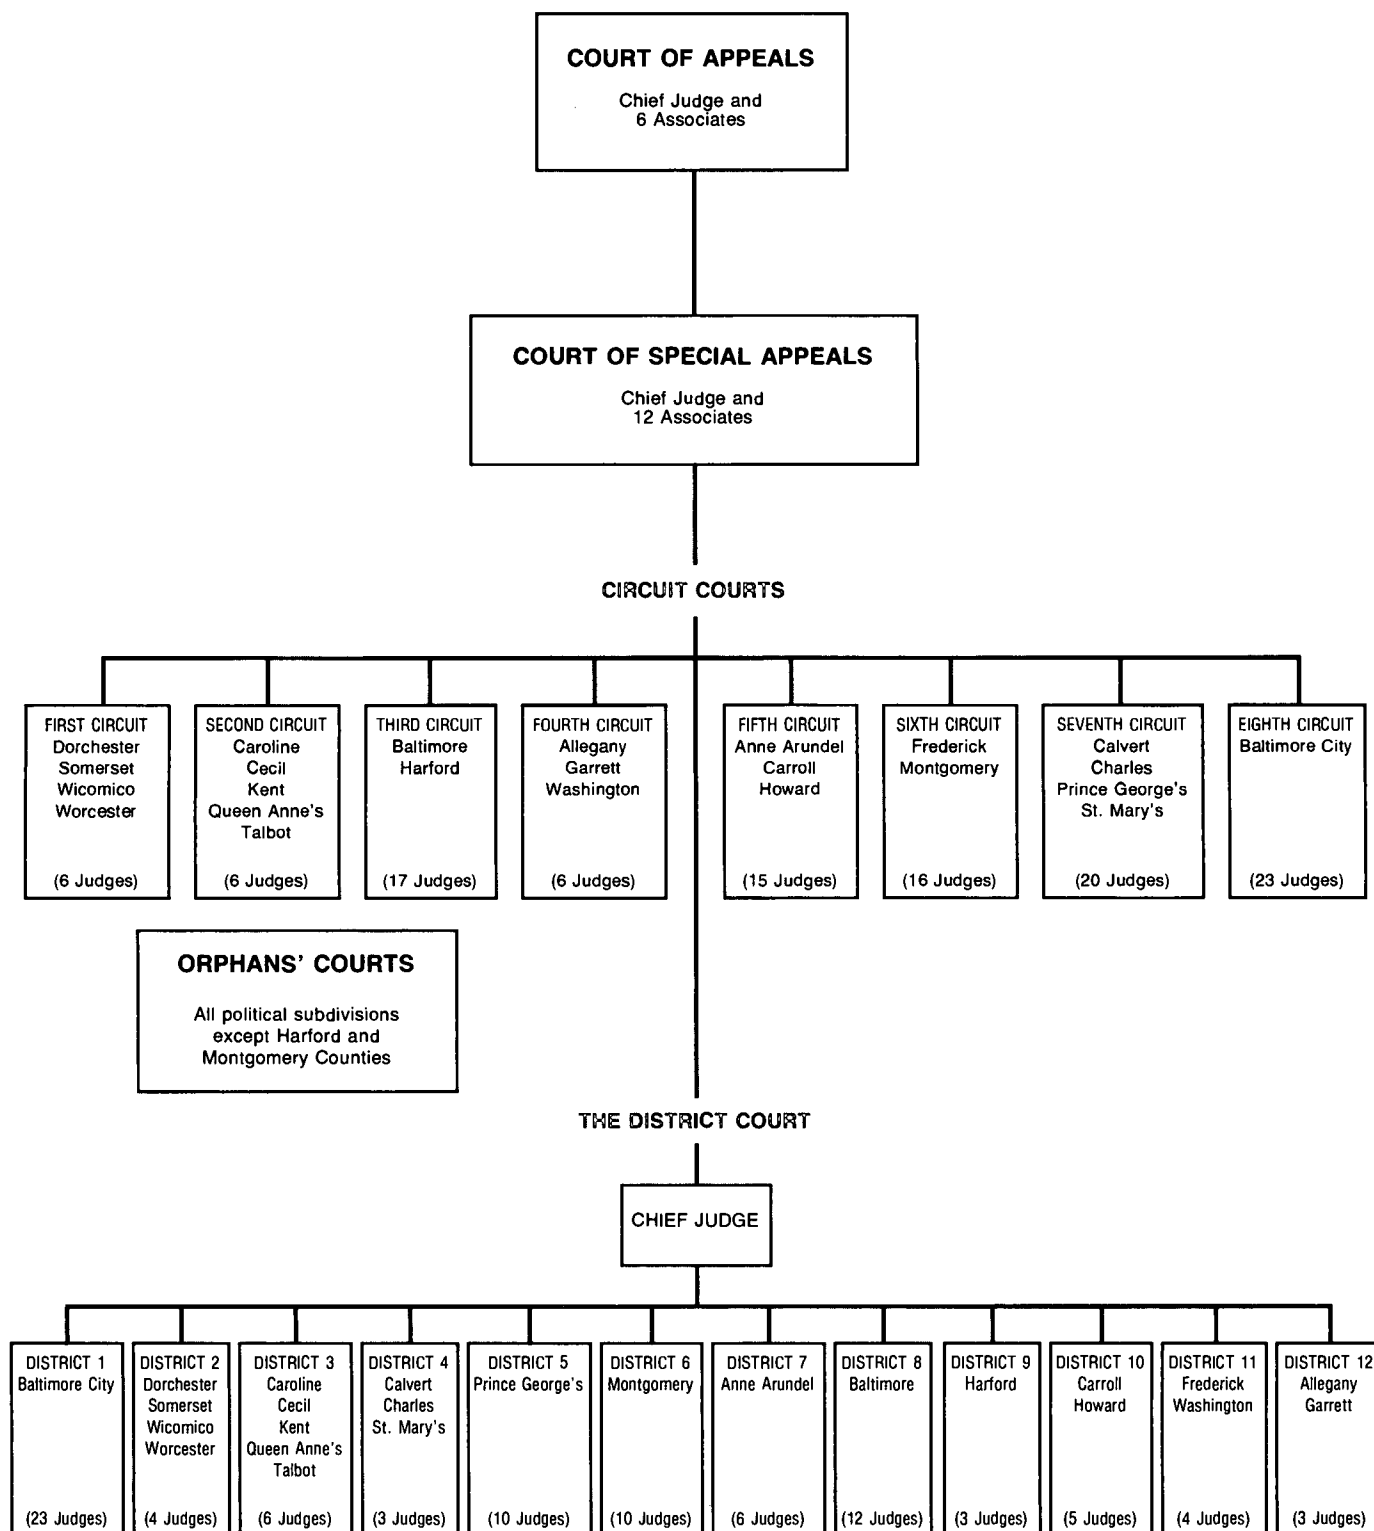 COURT OF APPEALS
Chief Judge and
6 Associates
COURT OF SPECIAL APPEALS
Chief Judge and
12 Associates
CIRCUIT COURTS
FIRST CIRCUIT
Dorchester
Somerset
Wicomico
Worcester
(6 Judges)
SECOND CIRCUIT
Caroline
Cecil
Kent
Queen Anne's
Talbot
(6 Judges)
THIRD CIRCUIT
Baltimore
Harford
(17 Judges)
FOURTH CIRCUIT
Allegany
Garrett
Washington
(6 Judges)
FIFTH CIRCUIT
Anne Arundel
Carroll
Howard
(15 Judges)
SIXTH CIRCUIT
Frederick
Montgomery
(16 Judges)
SEVENTH CIRCUIT
Calvert
Charles
Prince George's
St. Mary's
(20 Judges)
EIGHTH CIRCUIT
Baltimore City
(23 Judges)
ORPHANS' COURTS
All political subdivisions
except Harford and
Montgomery Counties
THE DISTRICT COURT
CHIEF JUDGE
DISTRICT 1
Baltimore City
(23 Judges)
DISTRICT 2
Dorchester
Somerset
Wicomico
Worcester
(4 Judges)
DISTRICT 3
Caroline
Cecil
Kent
Queen Anne's
Talbot
(6 Judges)
DISTRICT 4
Calvert
Charles
St. Mary's
(3 Judges)
DISTRICT 5
Prince George's
(10 Judges)
DISTRICT 6
Montgomery
(10 Judges)
DISTRICT 7
Anne Arundel
(6 Judges)
DISTRICT 8
Baltimore
(12 Judges)
DISTRICT 9
Harford
(3 Judges)
DISTRICT 10
Carroll
Howard
(5 Judges)
DISTRICT 11
Frederick
Washington
(4 Judges)
DISTRICT 12
Allegany
Garrett
(3 Judges)